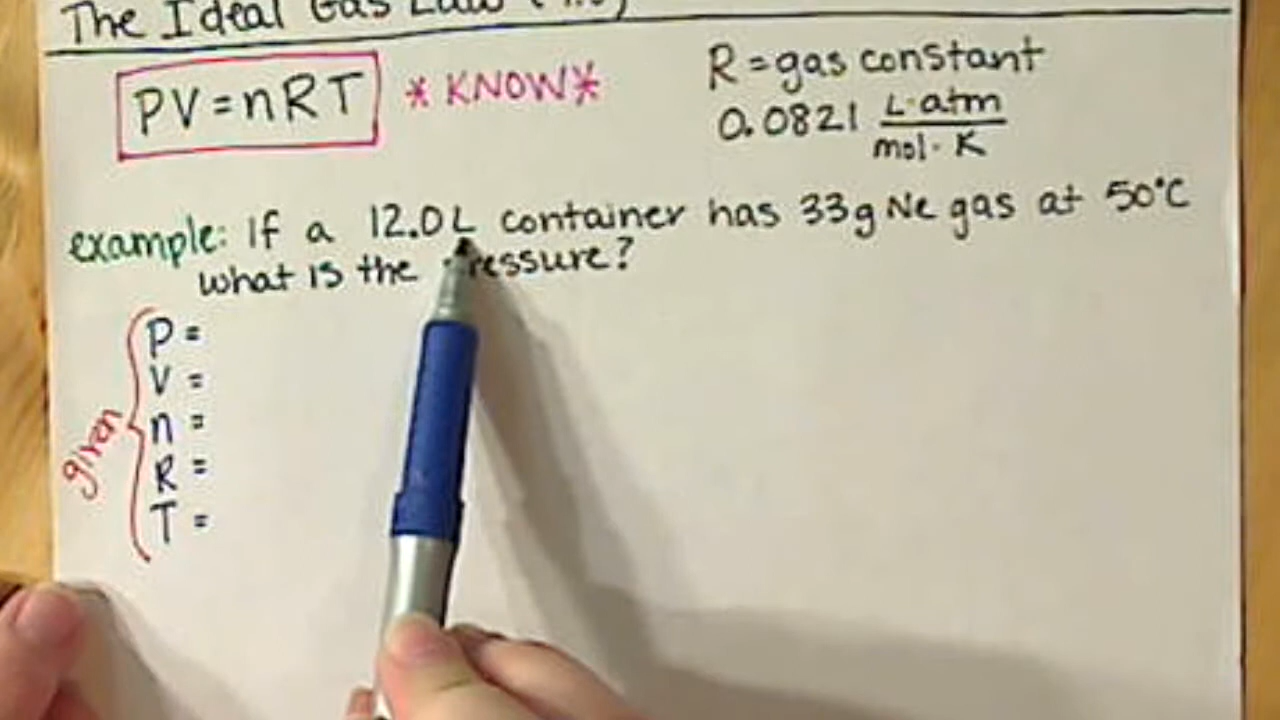 The Ideal Gas Law
PV=nRT *KNOW* R=gas constant
0.0821 L·atm
mol·K
example: If a 12.0L container has 33g Ne gas at 50°C
what is the pressure?
given
P =
V =
n =
R =
T =